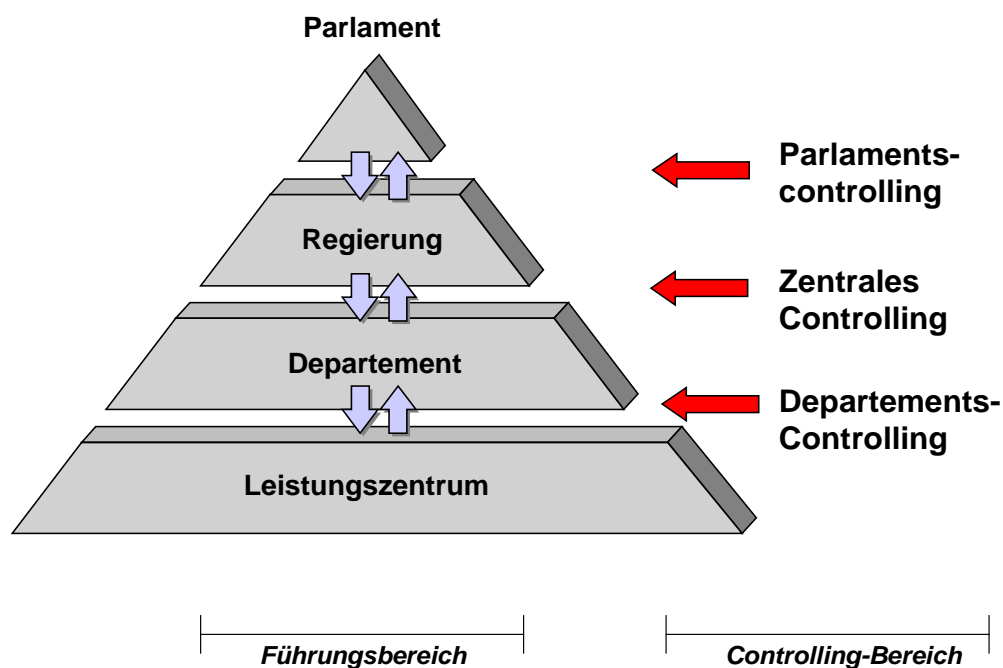 Parlament
Parlaments-
controlling
Regierung
Zentrales
Controlling
Departement
Departements-
Controlling
Leistungszentrum
Führungsbereich
Controlling-Bereich